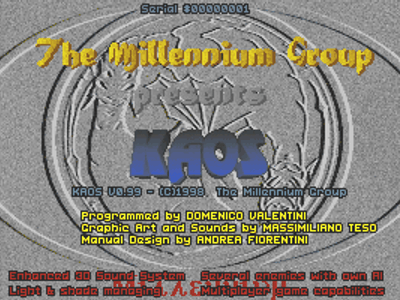 Serial #00000001
The Millennium Group
presents
KAOS
KAOS V0.99 - (C)1998, The Millennium Group
Programmed by DOMENICO VALENTINI
Graphic Art and Sounds by MASSIMILIANO TESO
Manual Design by ANDREA FIORENTINI
Enhanced 3D Sound System
Several enemies with own AI
Light & shade managing
Multiplayer game capabilities